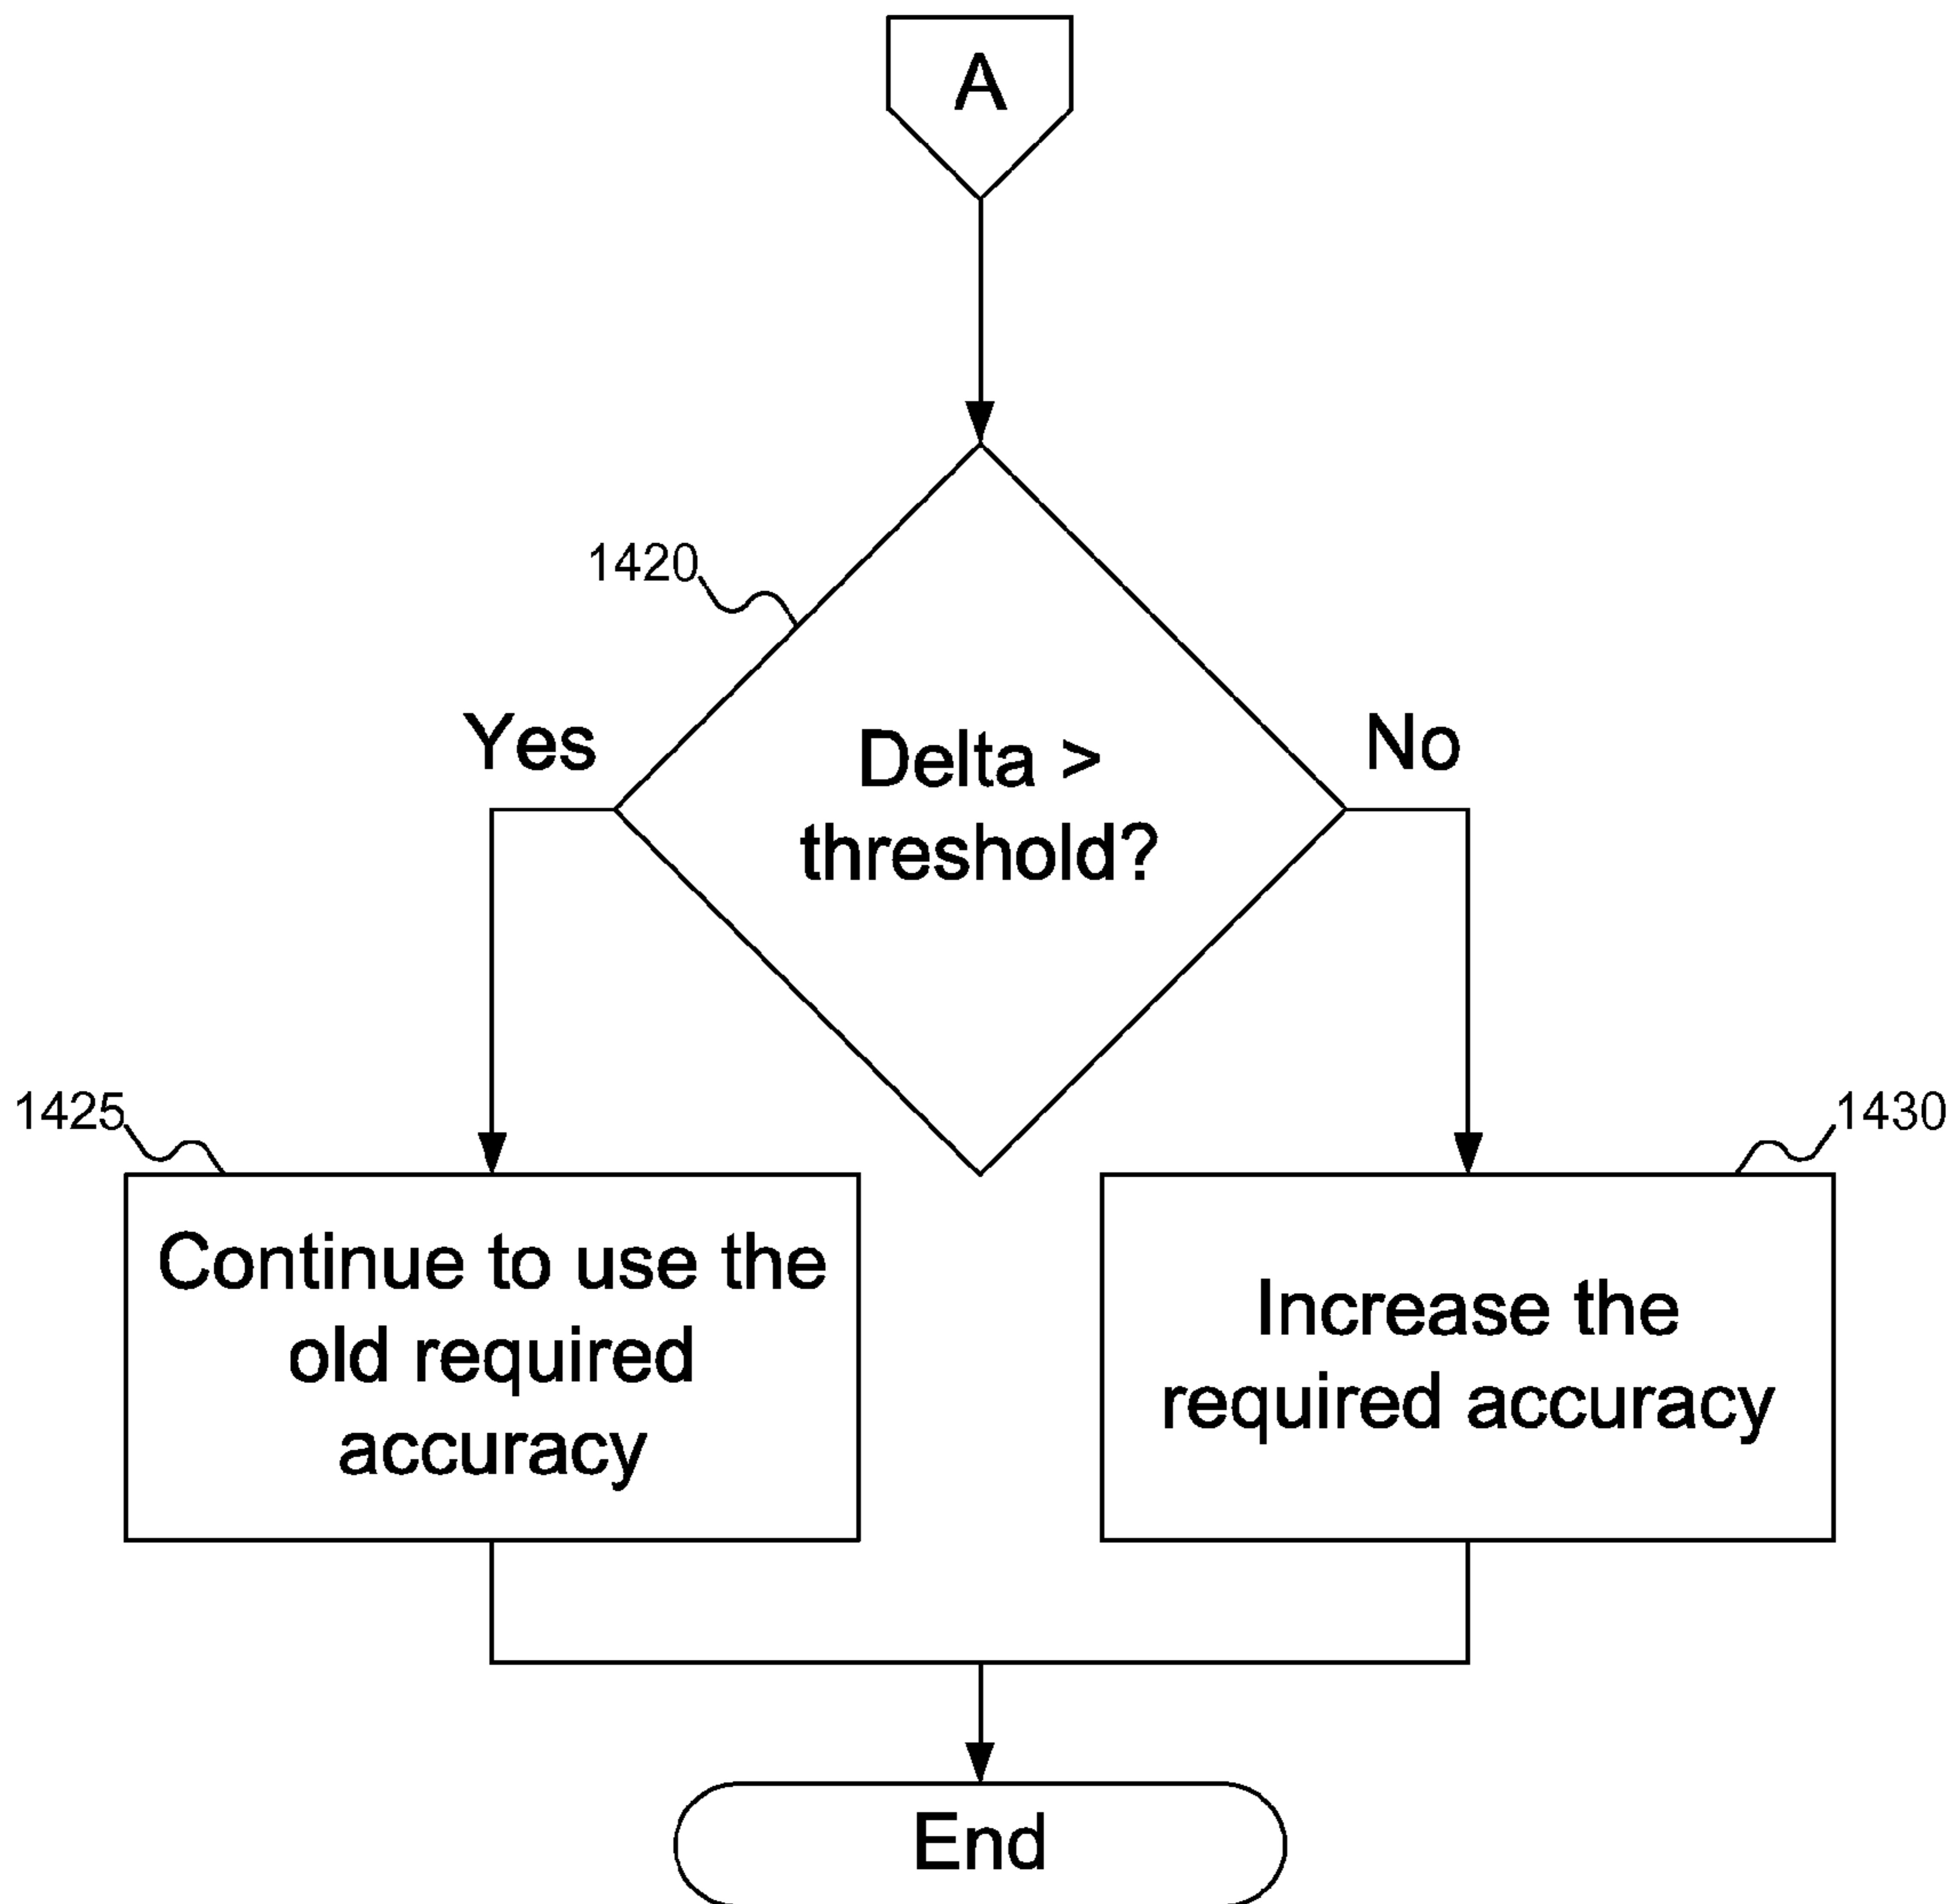 A
1420
Yes
Delta >
threshold?
No
1425
1430
Continue to use the
old required
accuracy
Increase the
required accuracy
End